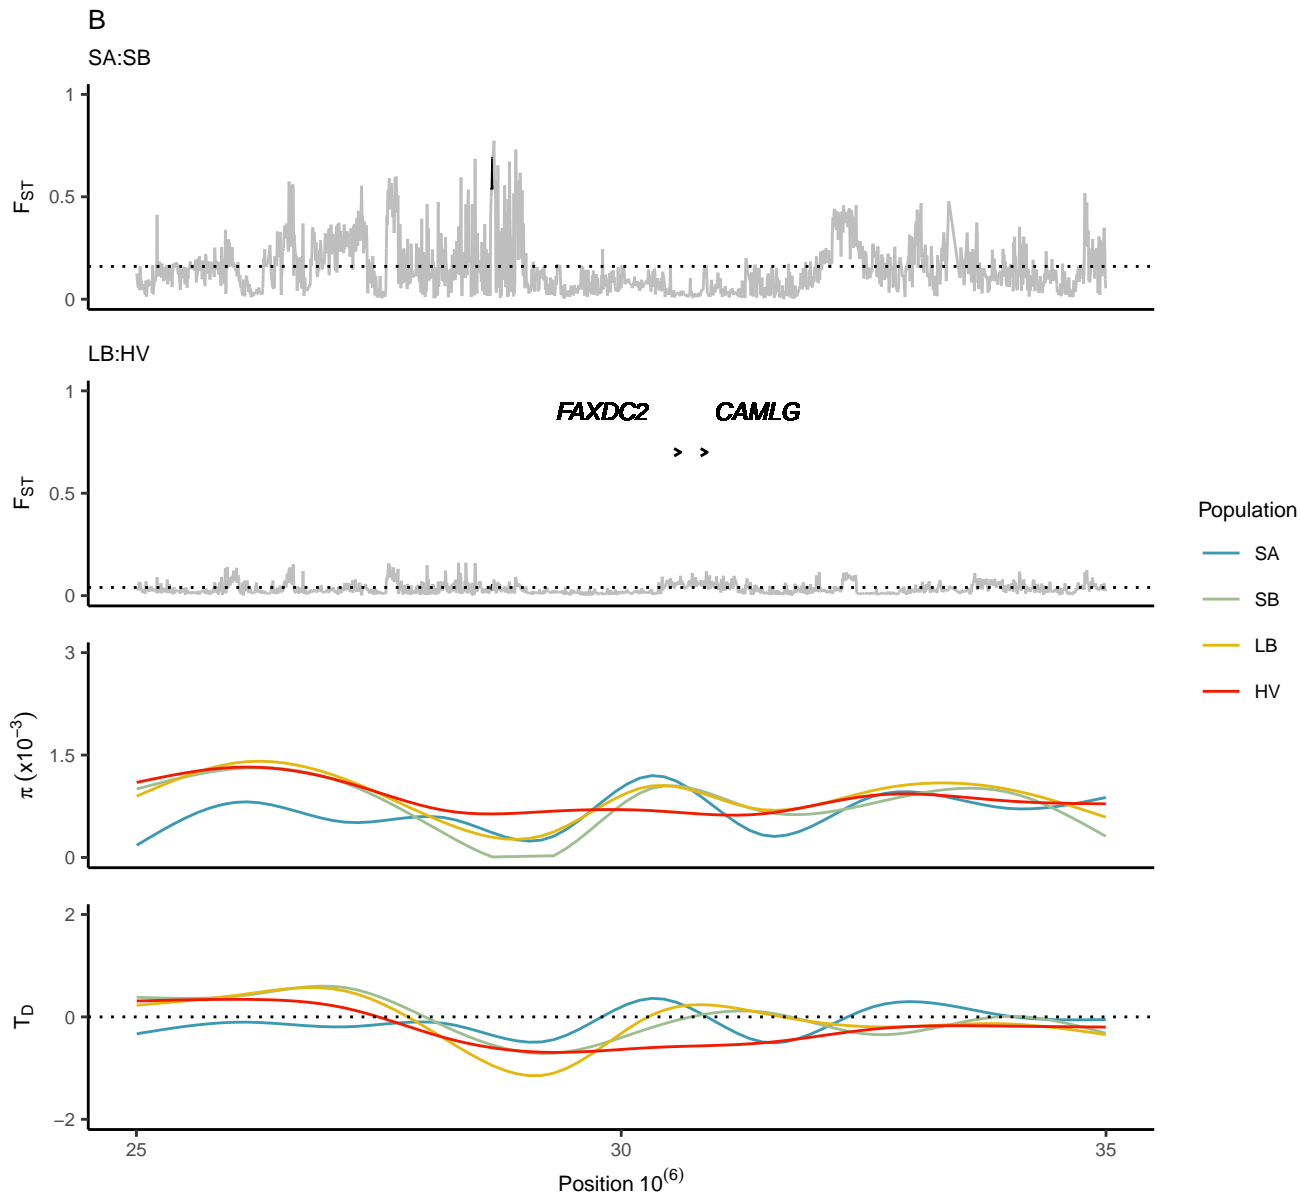 B
SA:SB
1
0.5
0
FST
LB:HV
1
0.5
0
FST
FAXDC2 CAMLG
> >
3
1.5
0
π (x10⁻³)
2
0
−2
TD
25 30 35
Position 10⁽⁶⁾
Population
SA
SB
LB
HV